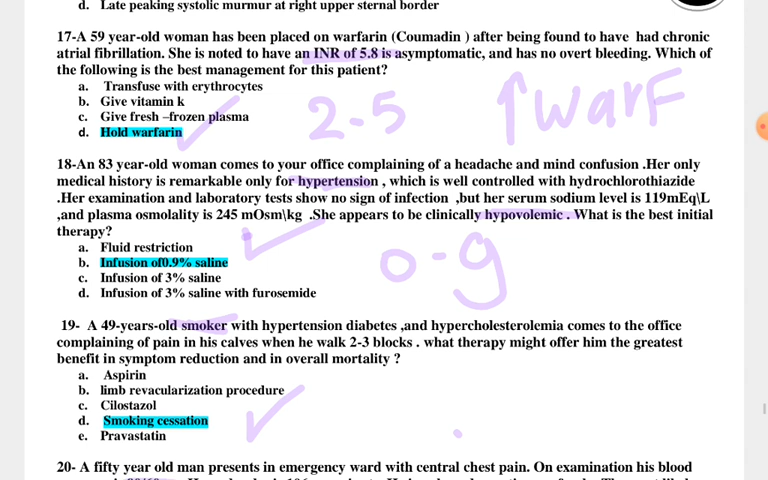 d. Late peaking systolic murmur at right upper sternal border
17-A 59 year-old woman has been placed on warfarin (Coumadin ) after being found to have had chronic
atrial fibrillation. She is noted to have an INR of 5.8 is asymptomatic, and has no overt bleeding. Which of
the following is the best management for this patient?
a. Transfuse with erythrocytes
b. Give vitamin k
c. Give fresh –frozen plasma
d. Hold warfarin
2-5
↑warf
18-An 83 year-old woman comes to your office complaining of a headache and mind confusion .Her only
medical history is remarkable only for hypertension , which is well controlled with hydrochlorothiazide
.Her examination and laboratory tests show no sign of infection ,but her serum sodium level is 119mEq\L
,and plasma osmolality is 245 mOsm\kg .She appears to be clinically hypovolemic . What is the best initial
therapy?
a. Fluid restriction
b. Infusion of0.9% saline
c. Infusion of 3% saline
d. Infusion of 3% saline with furosemide
0-9
19- A 49-years-old smoker with hypertension diabetes ,and hypercholesterolemia comes to the office
complaining of pain in his calves when he walk 2-3 blocks . what therapy might offer him the greatest
benefit in symptom reduction and in overall mortality ?
a. Aspirin
b. limb revacularization procedure
c. Cilostazol
d. Smoking cessation
e. Pravastatin
20- A fifty year old man presents in emergency ward with central chest pain. On examination his blood